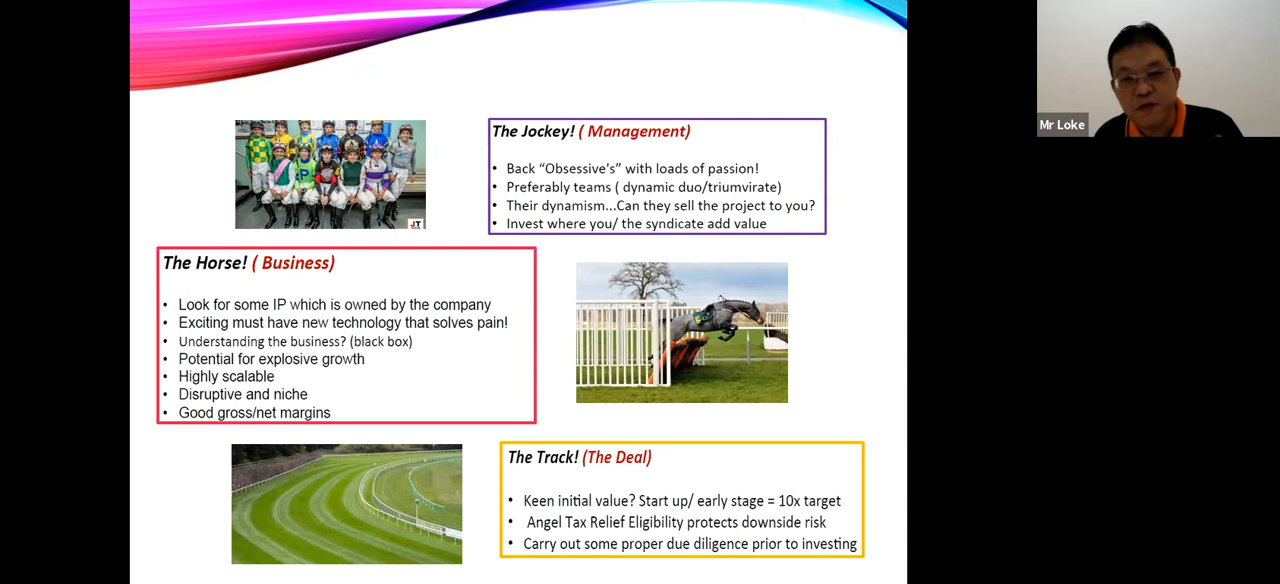 The Jockey! ( Management)
• Back “Obsessive's” with loads of passion!
• Preferably teams ( dynamic duo/triumvirate)
• Their dynamism...Can they sell the project to you?
• Invest where you/ the syndicate add value
JT
The Horse! ( Business)
• Look for some IP which is owned by the company
• Exciting must have new technology that solves pain!
• Understanding the business? (black box)
• Potential for explosive growth
• Highly scalable
• Disruptive and niche
• Good gross/net margins
The Track! (The Deal)
• Keen initial value? Start up/ early stage = 10x target
• Angel Tax Relief Eligibility protects downside risk
• Carry out some proper due diligence prior to investing
Mr Loke